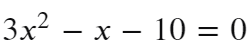 3x² − x − 10 = 0